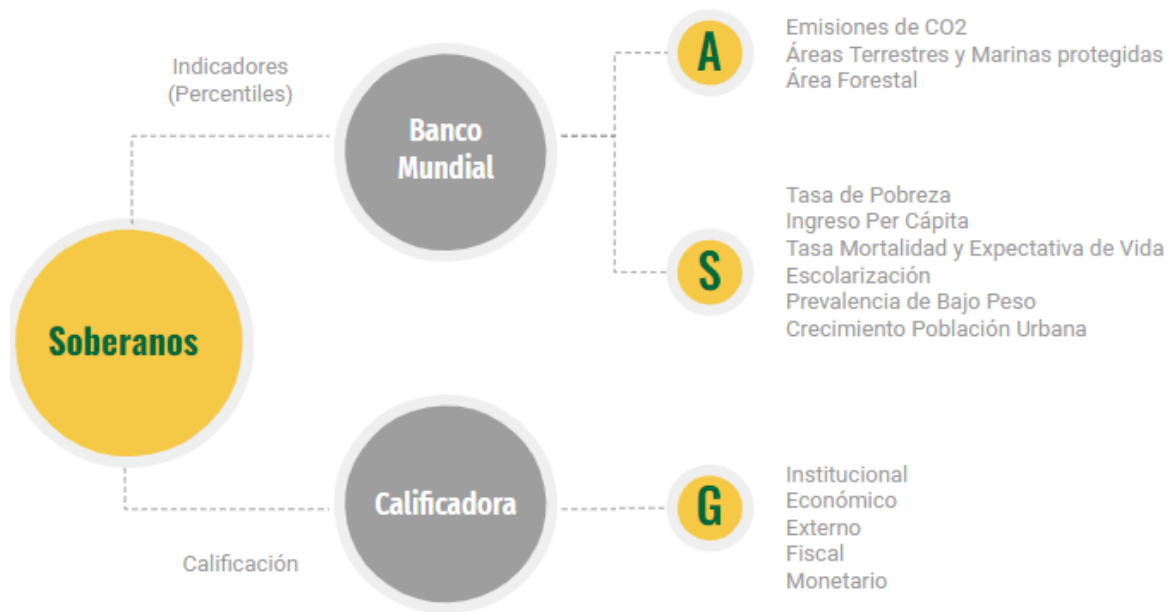 Indicadores
(Percentiles)
Banco
Mundial
A
Emisiones de CO2
Áreas Terrestres y Marinas protegidas
Área Forestal
S
Tasa de Pobreza
Ingreso Per Cápita
Tasa Mortalidad y Expectativa de Vida
Escolarización
Prevalencia de Bajo Peso
Crecimiento Población Urbana
Soberanos
Calificadora
Calificación
G
Institucional
Económico
Externo
Fiscal
Monetario